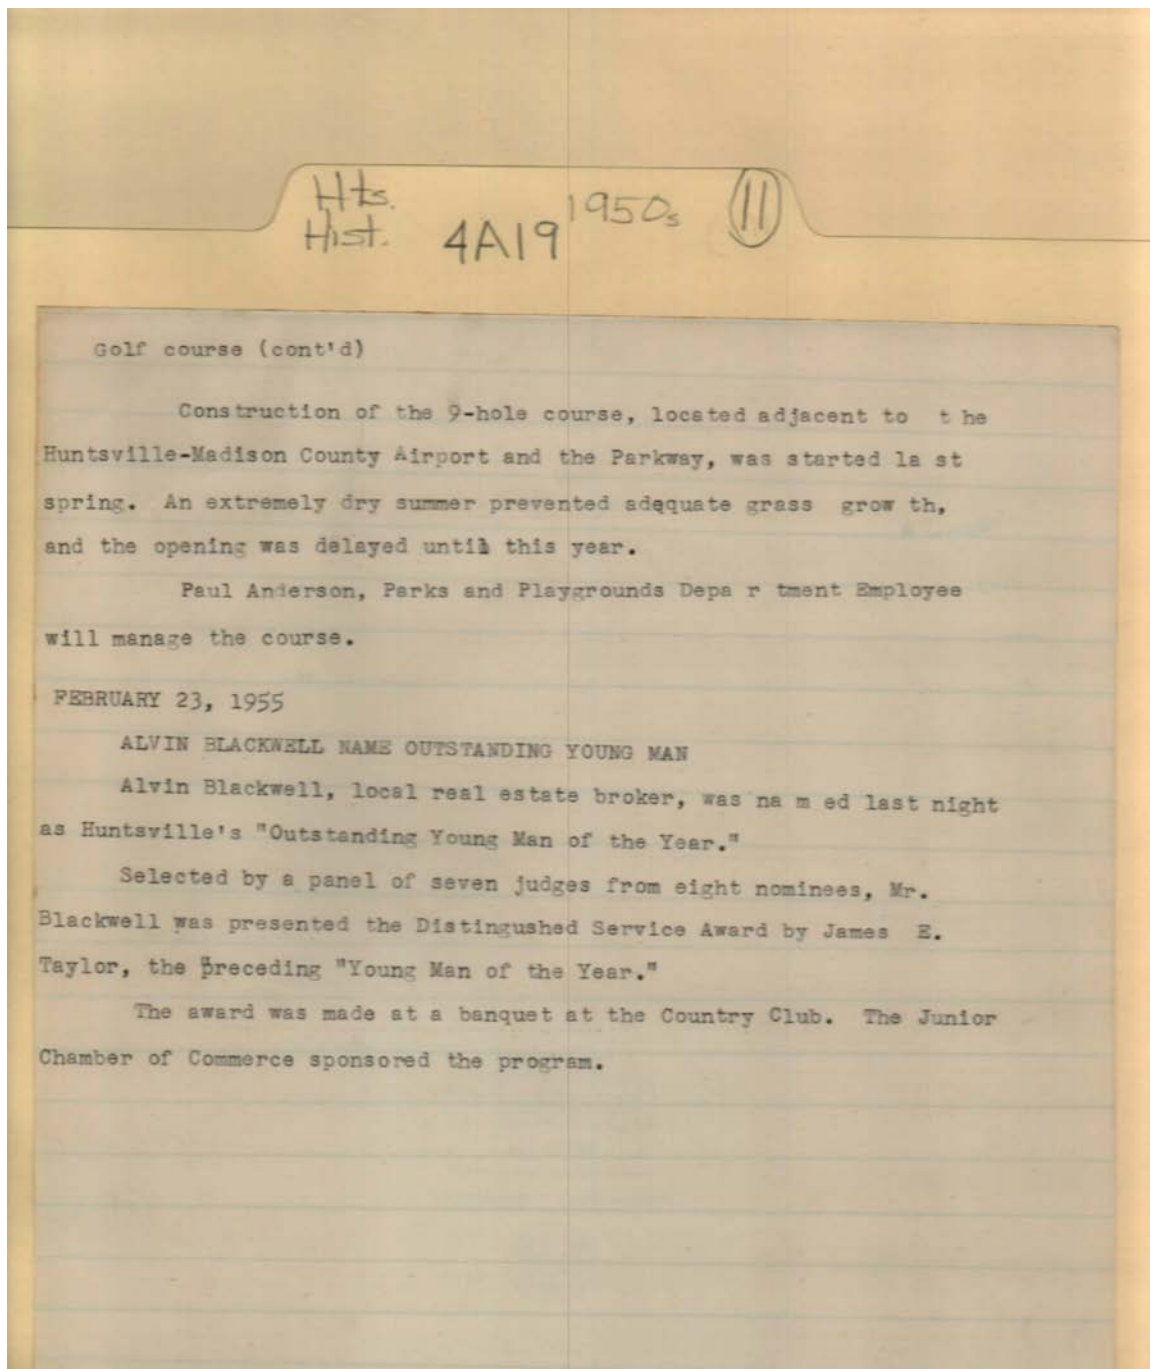 Hts. 1950s 11
Hist. 4A19
Golf course (cont'd)
Construction of the 9-hole course, located adjacent to t he
Huntsville-Madison County Airport and the Parkway, was started la st
spring. An extremely dry summer prevented adequate grass grow th,
and the opening was delayed until this year.
Paul Anderson, Parks and Playgrounds Depa r tment Employee
will manage the course.
FEBRUARY 23, 1955
ALVIN BLACKWELL NAME OUTSTANDING YOUNG MAN
Alvin Blackwell, local real estate broker, was na m ed last night
as Huntsville's "Outstanding Young Man of the Year."
Selected by a panel of seven judges from eight nominees, Mr.
Blackwell was presented the Distingushed Service Award by James E.
Taylor, the preceding "Young Man of the Year."
The award was made at a banquet at the Country Club. The Junior
Chamber of Commerce sponsored the program.